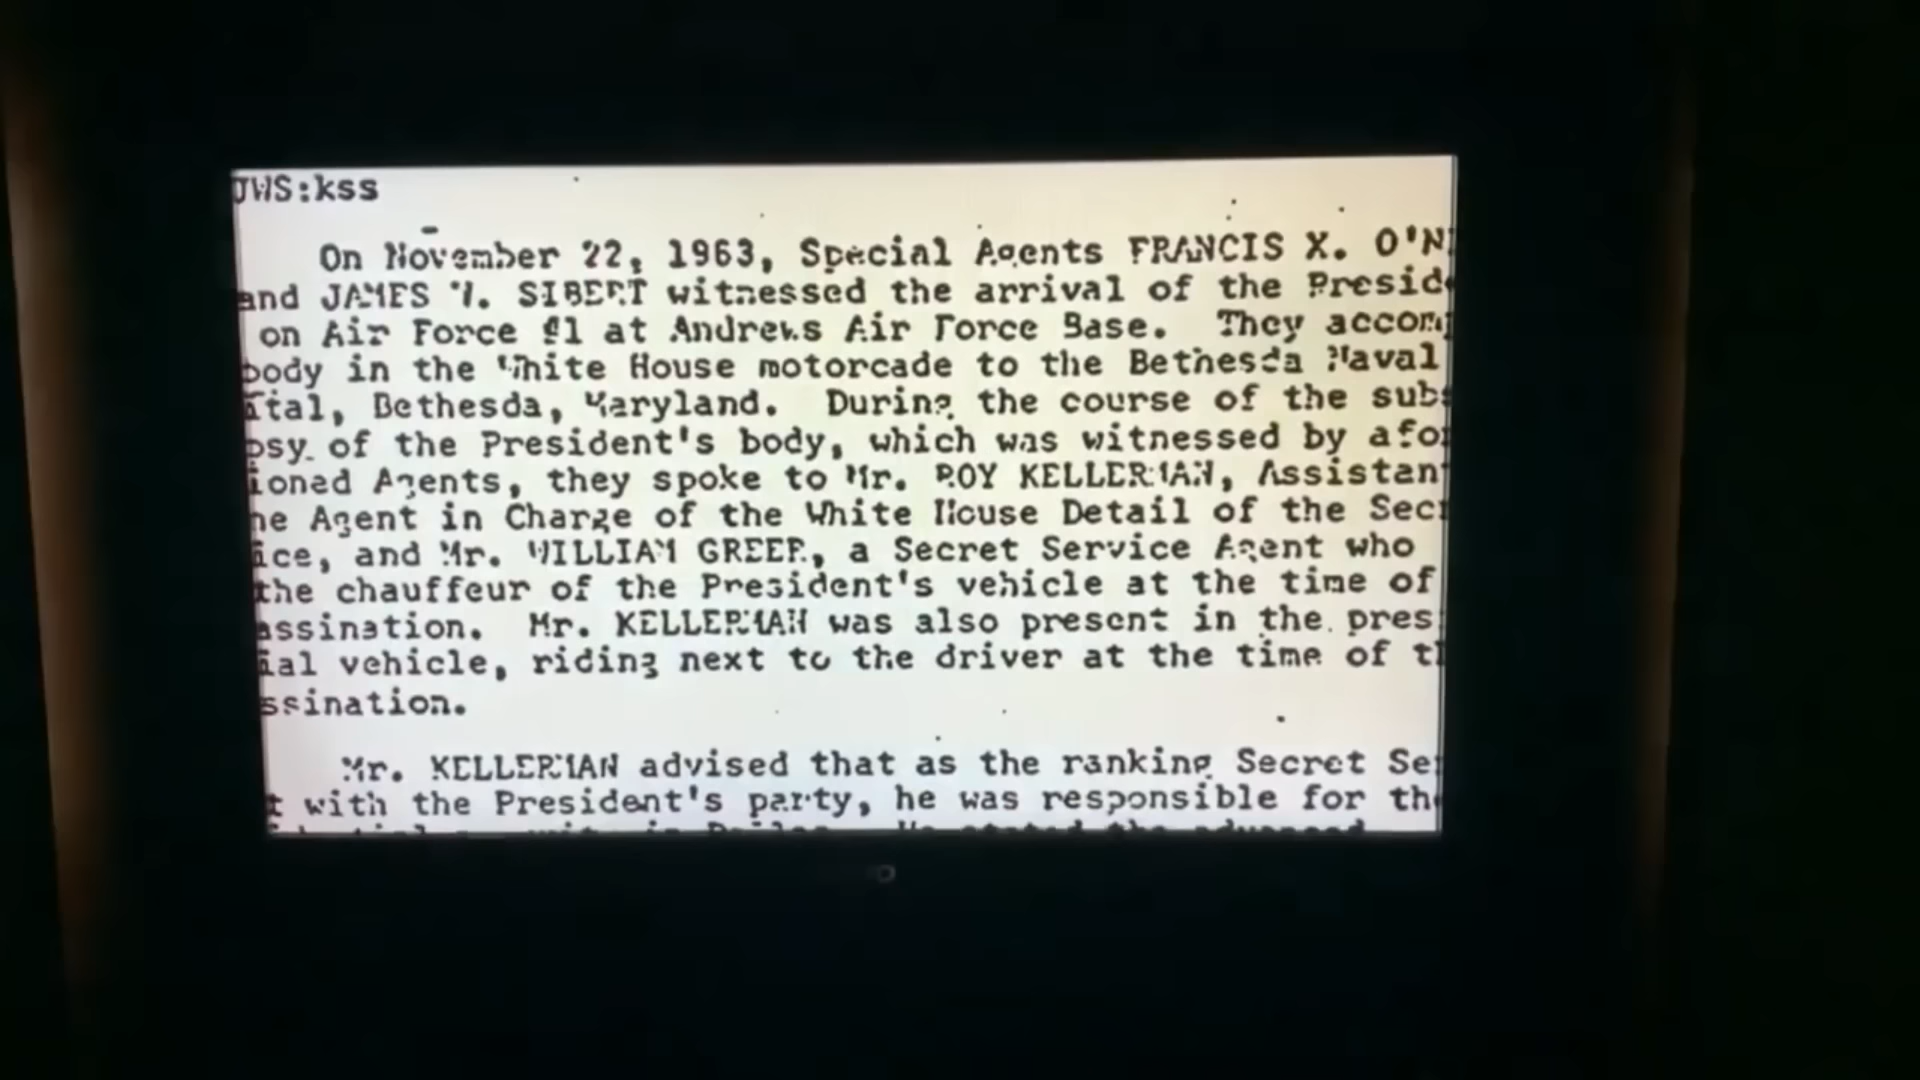 JWS:kss
On November 22, 1963, Special Agents FRANCIS X. O'N
and JAMES W. SIBERT witnessed the arrival of the Presid
on Air Force #1 at Andrews Air Force Base. They accom
body in the White House motorcade to the Bethesda Naval
ital, Bethesda, Maryland. During the course of the subs
psy of the President's body, which was witnessed by afor
ioned Agents, they spoke to Mr. ROY KELLERMAN, Assistant
he Agent in Charge of the White House Detail of the Secr
ice, and Mr. WILLIAM GREER, a Secret Service Agent who
the chauffeur of the President's vehicle at the time of
assination. Mr. KELLERMAN was also present in the pres
ial vehicle, riding next to the driver at the time of th
ssination.
Mr. KELLERMAN advised that as the ranking Secret Ser
t with the President's party, he was responsible for the